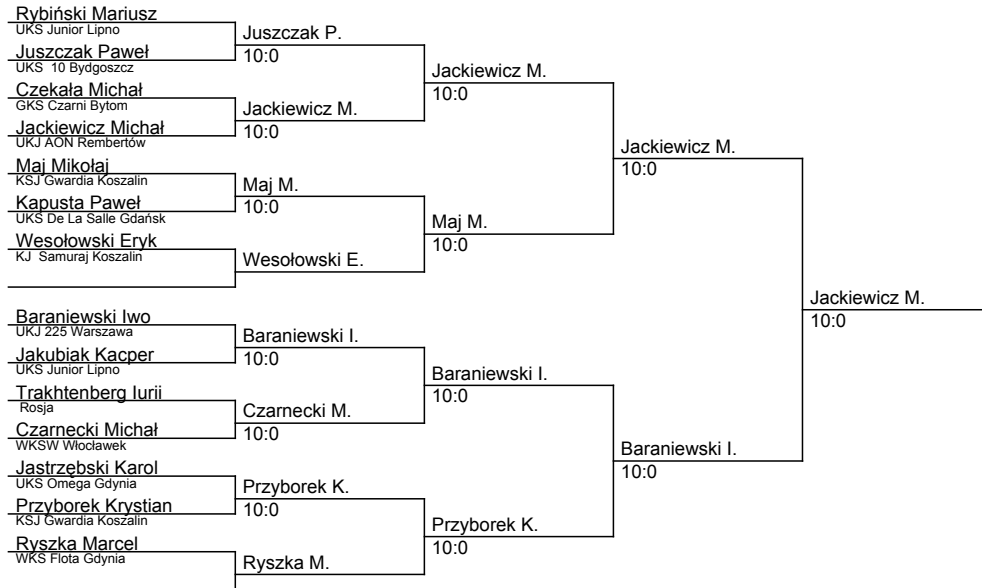 Rybiński Mariusz
UKS Junior Lipno
Juszczak Paweł
UKS 10 Bydgoszcz
Czekała Michał
GKS Czarni Bytom
Jackiewicz Michał
UKJ AON Rembertów
Maj Mikołaj
KSJ Gwardia Koszalin
Kapusta Paweł
UKS De La Salle Gdańsk
Wesołowski Eryk
KJ Samuraj Koszalin
Baraniewski Iwo
UKJ 225 Warszawa
Jakubiak Kacper
UKS Junior Lipno
Trakhtenberg Iurii
Rosja
Czarnecki Michał
WKSW Włocławek
Jastrzębski Karol
UKS Omega Gdynia
Przyborek Krystian
KSJ Gwardia Koszalin
Ryszka Marcel
WKS Flota Gdynia
Juszczak P.
10:0
Jackiewicz M.
10:0
Maj M.
10:0
Wesołowski E.
Baraniewski I.
10:0
Czarnecki M.
10:0
Przyborek K.
10:0
Ryszka M.
Jackiewicz M.
10:0
Maj M.
10:0
Baraniewski I.
10:0
Przyborek K.
10:0
Jackiewicz M.
10:0
Baraniewski I.
10:0
Jackiewicz M.
10:0